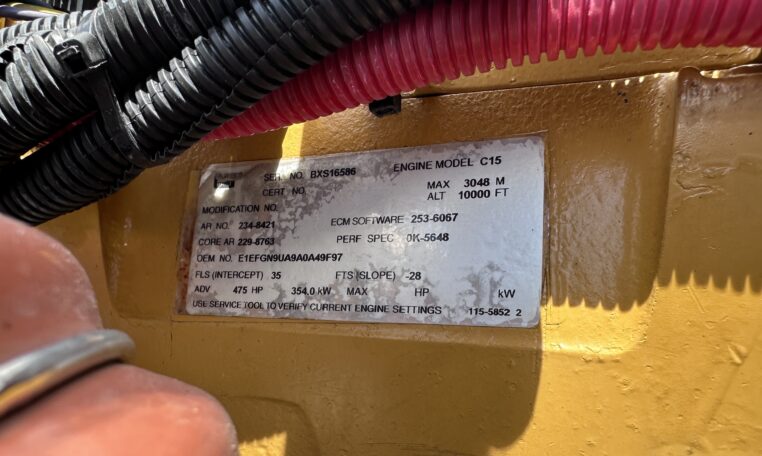 SER. NO. BXS16586 ENGINE MODEL C15
CERT. NO. MAX 3048 M
ALT 10000 FT
MODIFICATION NO.
AR NO. 234-8421 ECM SOFTWARE 253-6067
CORE AR 229-8763 PERF SPEC 0K-5648
OEM NO. E1EFGN9UA9A0A49F97
FLS (INTERCEPT) 35 FTS (SLOPE) -28
ADV 475 HP 354.0 kW MAX HP kW
USE SERVICE TOOL TO VERIFY CURRENT ENGINE SETTINGS 115-5852 2